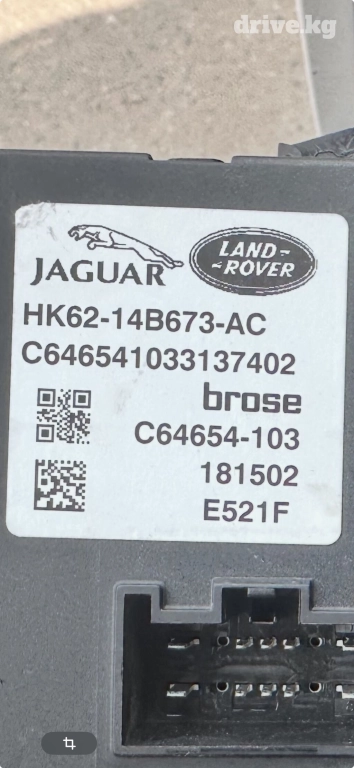 drive.kg
JAGUAR
LAND-
-ROVER
HK62-14B673-AC
C646541033137402
brose
C64654-103
181502
E521F